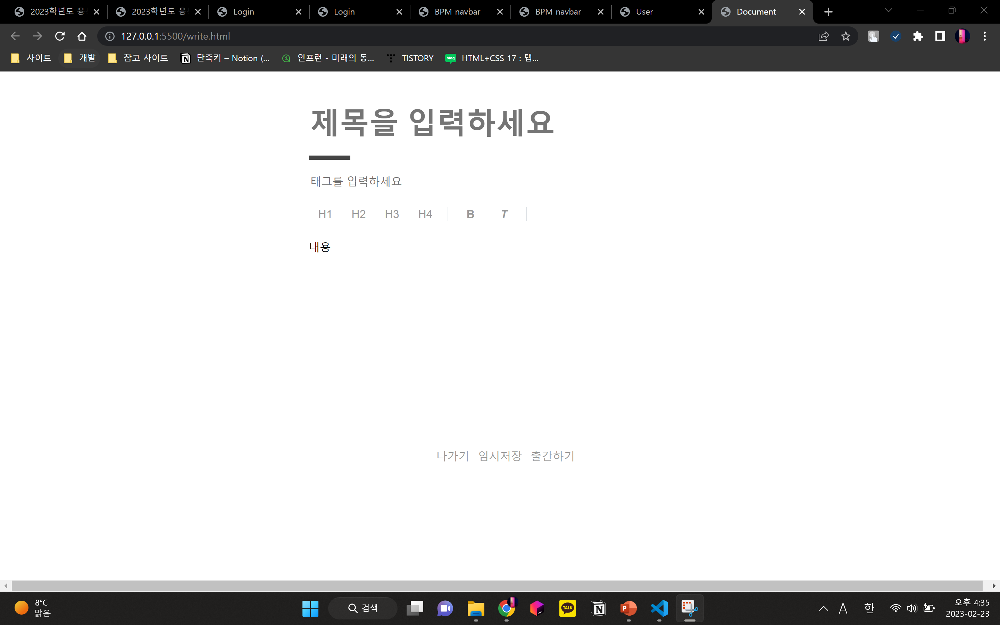 2023학년도 융
2023학년도 융
Login
Login
BPM navbar
BPM navbar
User
Document
127.0.0.1:5500/write.html
사이트
개발
참고 사이트
단축키 – Notion (...
인프런 - 미래의 동...
TISTORY
blog
HTML+CSS 17 : 탭...
제목을 입력하세요
태그를 입력하세요
H1 H2 H3 H4 B T
내용
나가기 임시저장 출간하기
8°C
맑음
검색
TALK
A 한
오후 4:35
2023-02-23